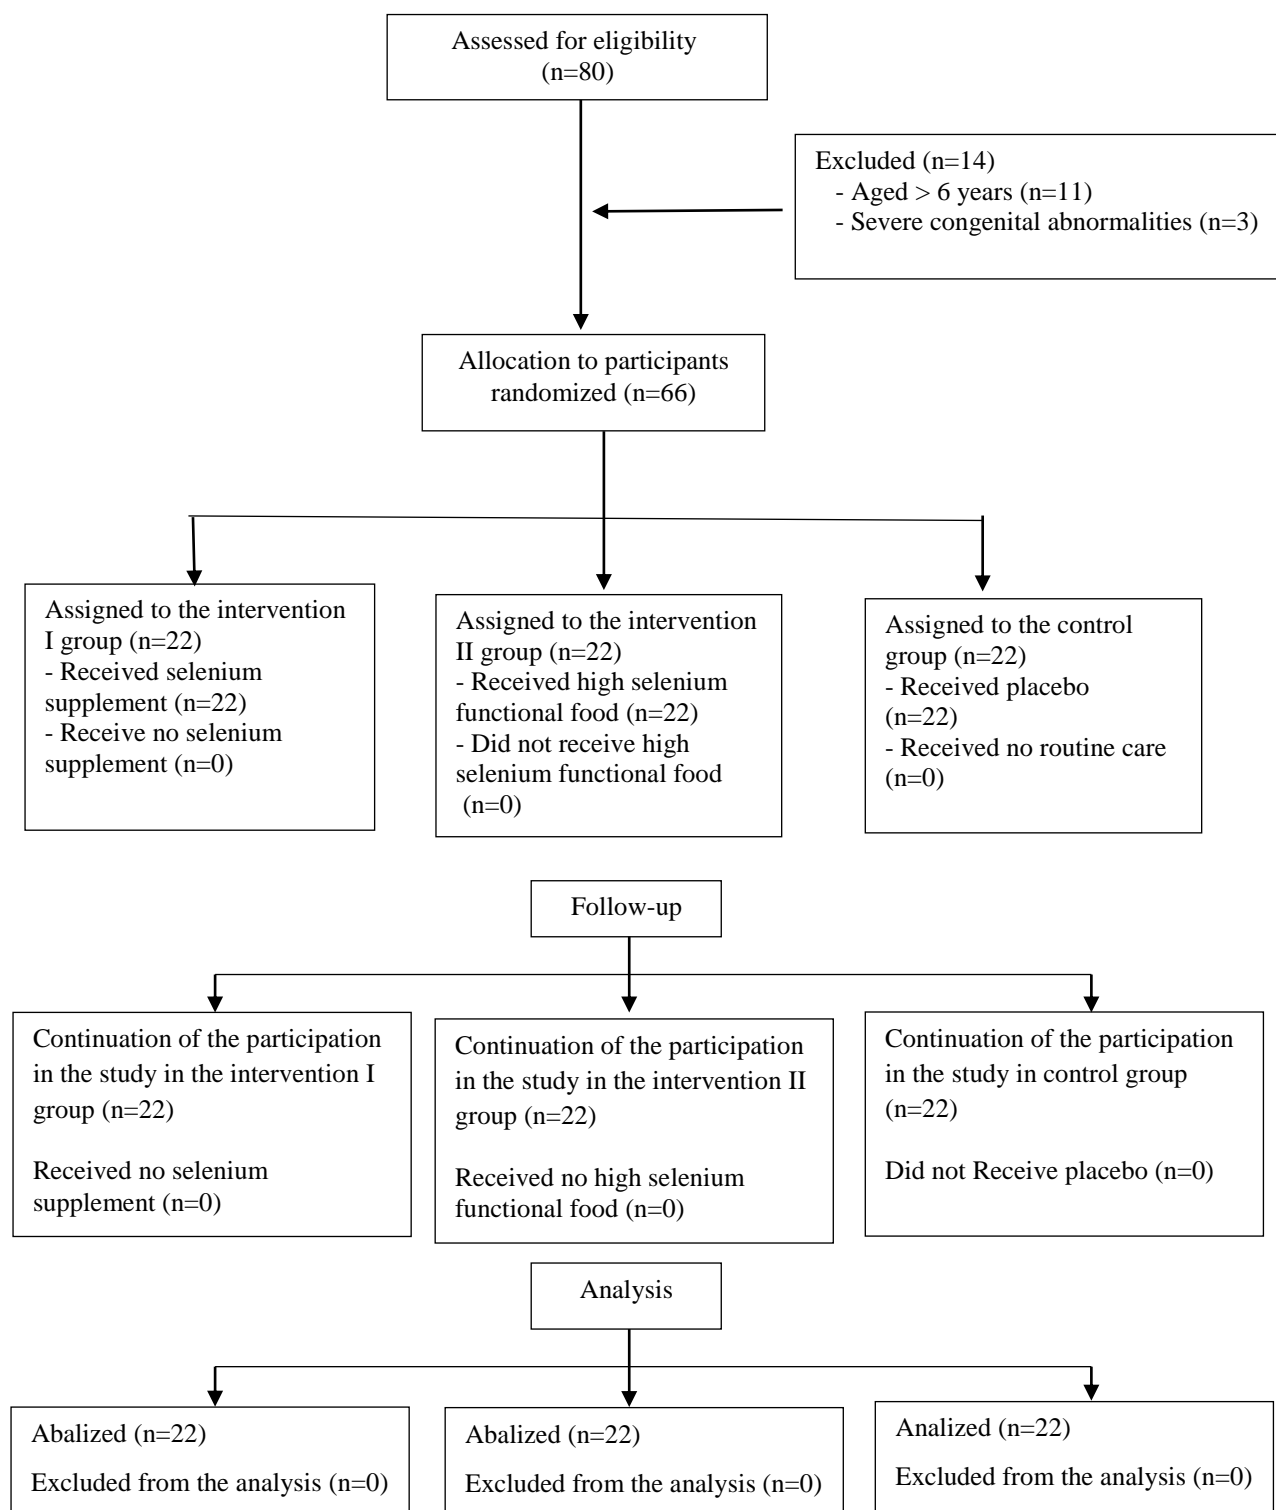 Assessed for eligibility
(n=80)
Excluded (n=14)
- Aged > 6 years (n=11)
- Severe congenital abnormalities (n=3)
Allocation to participants
randomized (n=66)
Assigned to the intervention
I group (n=22)
- Received selenium
supplement (n=22)
- Receive no selenium
supplement (n=0)
Assigned to the intervention
II group (n=22)
- Received high selenium
functional food (n=22)
- Did not receive high
selenium functional food
(n=0)
Assigned to the control
group (n=22)
- Received placebo
(n=22)
- Received no routine care
(n=0)
Follow-up
Continuation of the participation
in the study in the intervention I
group (n=22)
Received no selenium
supplement (n=0)
Continuation of the participation
in the study in the intervention II
group (n=22)
Received no high selenium
functional food (n=0)
Continuation of the participation
in the study in control group
(n=22)
Did not Receive placebo (n=0)
Analysis
Abalized (n=22)
Excluded from the analysis (n=0)
Abalized (n=22)
Excluded from the analysis (n=0)
Analized (n=22)
Excluded from the analysis (n=0)